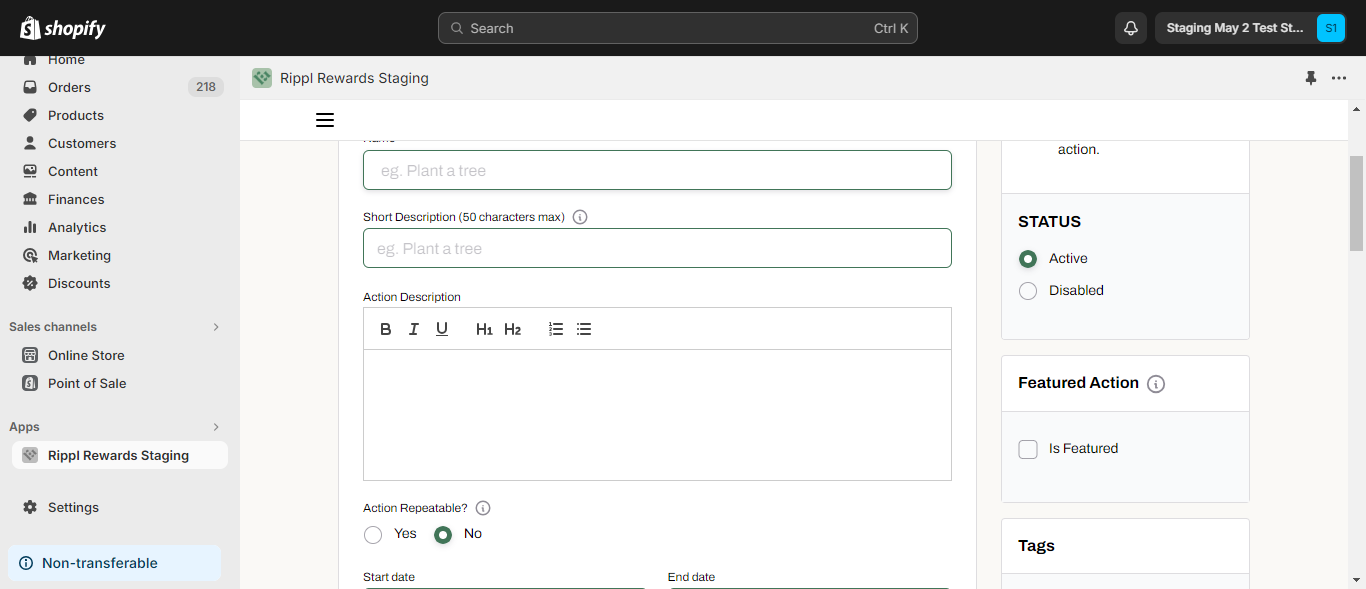 shopify
Search
Ctrl K
Staging May 2 Test St...
S1
Home
Orders
218
Products
Customers
Content
Finances
Analytics
Marketing
Discounts
Sales channels
Online Store
Point of Sale
Apps
Rippl Rewards Staging
Settings
Non-transferable
Rippl Rewards Staging
Name
eg. Plant a tree
Short Description (50 characters max)
eg. Plant a tree
Action Description
B I U H1 H2
Action Repeatable?
Yes No
Start date End date
action.
STATUS
Active
Disabled
Featured Action
Is Featured
Tags